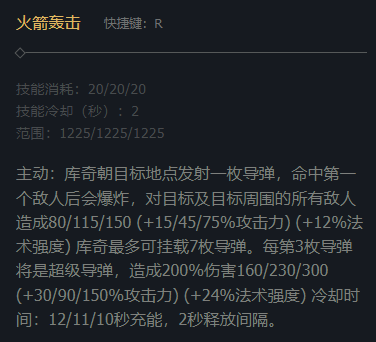 火箭轰击 快捷键：R
技能消耗：20/20/20
技能冷却（秒）：2
范围：1225/1225/1225
主动：库奇朝目标地点发射一枚导弹，命中第一
个敌人后会爆炸，对目标及目标周围的所有敌人
造成80/115/150 (+15/45/75%攻击力) (+12%法
术强度) 库奇最多可挂载7枚导弹。每第3枚导弹
将是超级导弹，造成200%伤害160/230/300
(+30/90/150%攻击力) (+24%法术强度) 冷却时
间：12/11/10秒充能，2秒释放间隔。